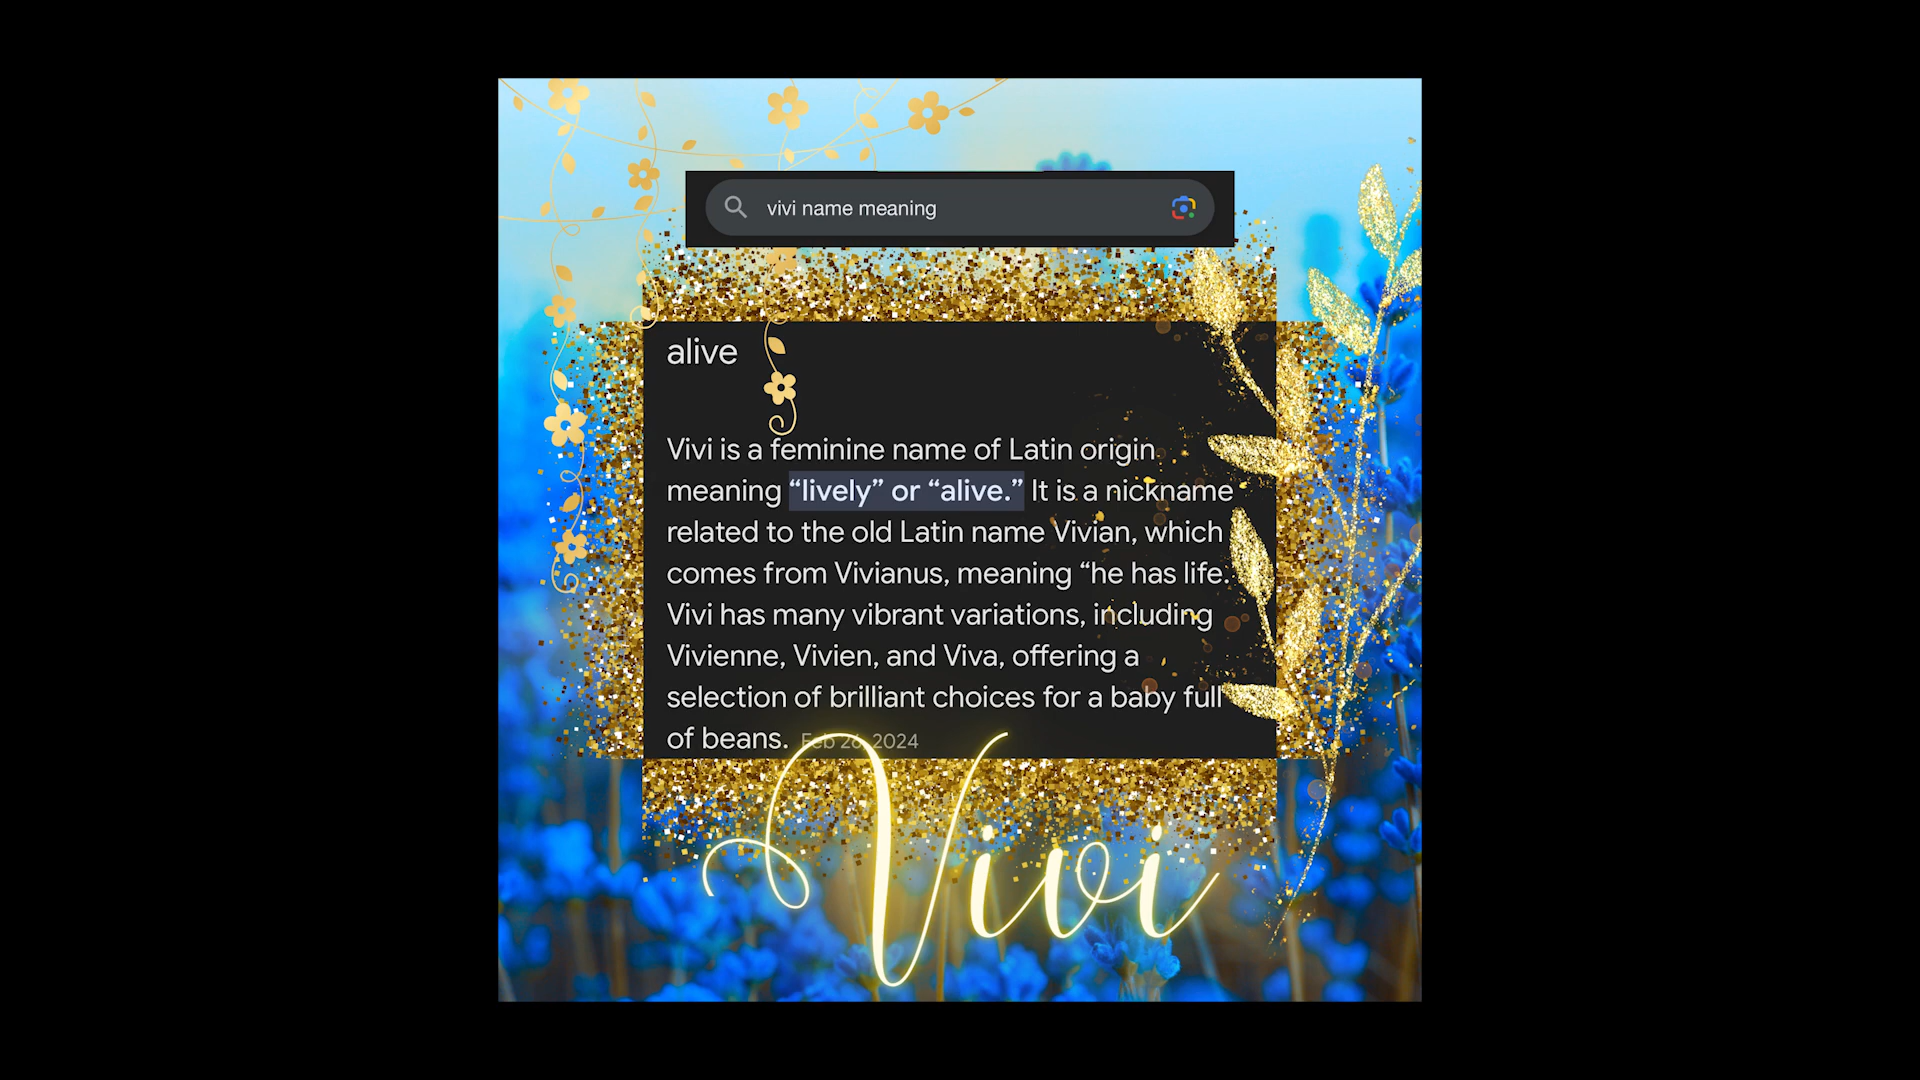 vivi name meaning
alive
Vivi is a feminine name of Latin origin
meaning “lively” or “alive.” It is a nickname
related to the old Latin name Vivian, which
comes from Vivianus, meaning “he has life.
Vivi has many vibrant variations, including
Vivienne, Vivien, and Viva, offering a
selection of brilliant choices for a baby full
of beans. Feb 26, 2024
Vivi